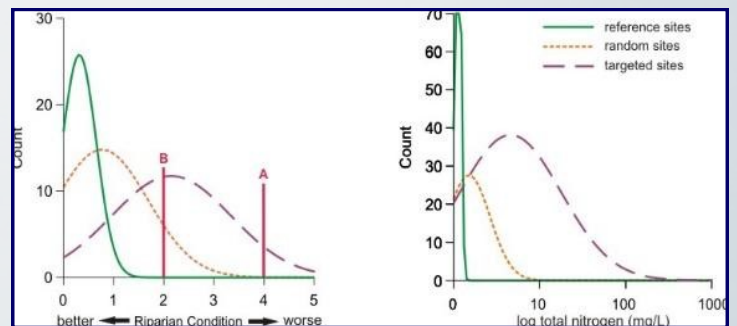 30
20
10
0
Count
B
A
0 1 2 3 4 5
better Riparian Condition worse
70
60
50
40
30
20
10
0
Count
reference sites
random sites
targeted sites
0 10 100 1000
log total nitrogen (mg/L)